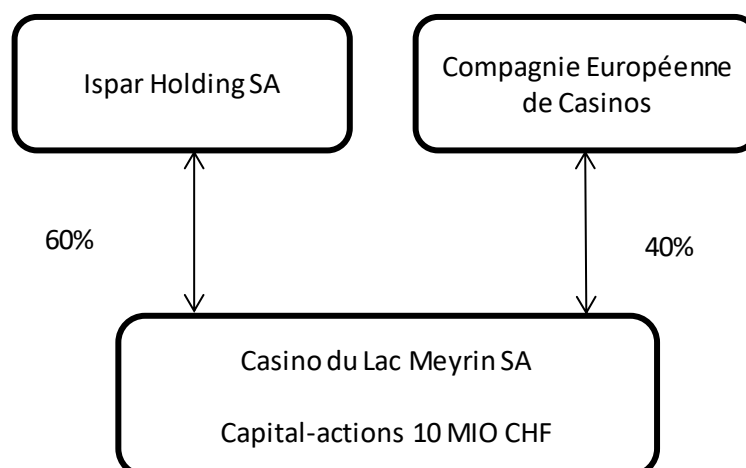 Ispar Holding SA
Compagnie Européenne
de Casinos
60%
40%
Casino du Lac Meyrin SA
Capital-actions 10 MIO CHF